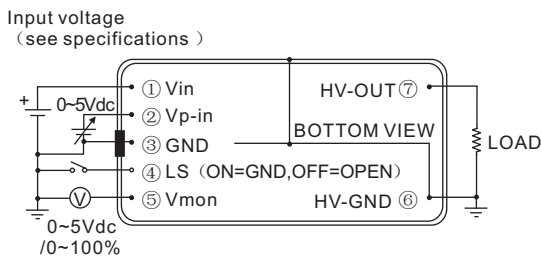 Input voltage
（see specifications ）
+
0~5Vdc
① Vin
② Vp-in
③ GND
④ LS（ON=GND,OFF=OPEN）
⑤ Vmon
V
0~5Vdc
/0~100%
HV-OUT ⑦
BOTTOM VIEW
HV-GND ⑥
LOAD